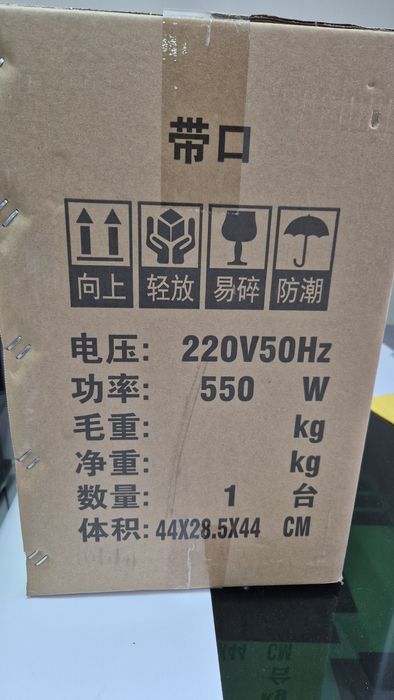 带口
向上 轻放 易碎 防潮
电压: 220V50Hz
功率: 550 W
毛重: kg
净重: kg
数量: 1 台
体积: 44X28.5X44 CM